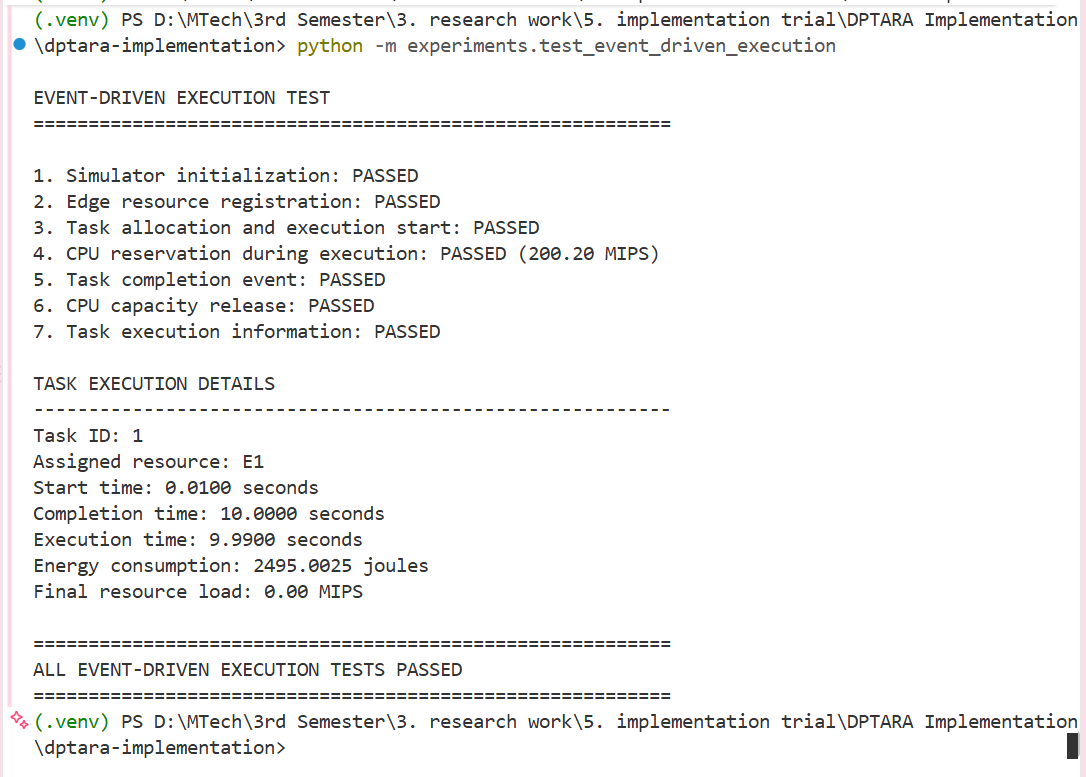 (.venv) PS D:\MTech\3rd Semester\3. research work\5. implementation trial\DPTARA Implementation
\dptara-implementation> python -m experiments.test_event_driven_execution
EVENT-DRIVEN EXECUTION TEST
==========================================================
1. Simulator initialization: PASSED
2. Edge resource registration: PASSED
3. Task allocation and execution start: PASSED
4. CPU reservation during execution: PASSED (200.20 MIPS)
5. Task completion event: PASSED
6. CPU capacity release: PASSED
7. Task execution information: PASSED
TASK EXECUTION DETAILS
----------------------------------------------------------
Task ID: 1
Assigned resource: E1
Start time: 0.0100 seconds
Completion time: 10.0000 seconds
Execution time: 9.9900 seconds
Energy consumption: 2495.0025 joules
Final resource load: 0.00 MIPS
==========================================================
ALL EVENT-DRIVEN EXECUTION TESTS PASSED
==========================================================
(.venv) PS D:\MTech\3rd Semester\3. research work\5. implementation trial\DPTARA Implementation
\dptara-implementation>